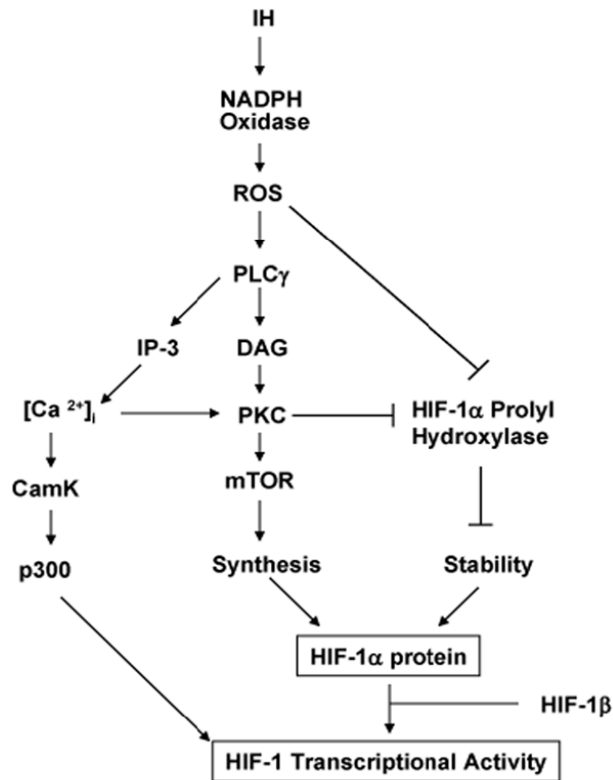 IH
NADPH
Oxidase
ROS
PLCγ
IP-3
DAG
[Ca 2+]i
PKC
HIF-1α Prolyl
Hydroxylase
CamK
mTOR
p300
Synthesis
Stability
HIF-1α protein
HIF-1β
HIF-1 Transcriptional Activity